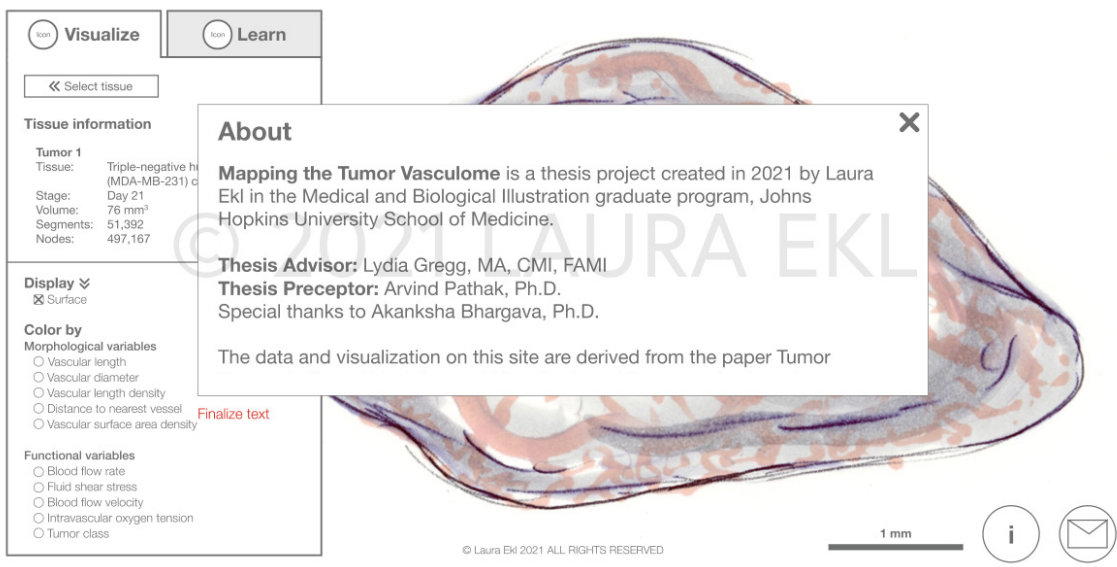 Icon Visualize
Icon Learn
Select tissue
Tissue information
Tumor 1
Tissue: Triple-negative
(MDA-MB-231)
Stage: Day 21
Volume: 76 mm³
Segments: 51,392
Nodes: 497,167
Display
Surface
Color by
Morphological variables
Vascular length
Vascular diameter
Vascular length density
Distance to nearest vessel
Vascular surface area density
Functional variables
Blood flow rate
Fluid shear stress
Blood flow velocity
Intravascular oxygen tension
Tumor class
About
Mapping the Tumor Vasculome is a thesis project created in 2021 by Laura
Ekl in the Medical and Biological Illustration graduate program, Johns
Hopkins University School of Medicine.
Thesis Advisor: Lydia Gregg, MA, CMI, FAMI
Thesis Preceptor: Arvind Pathak, Ph.D.
Special thanks to Akanksha Bhargava, Ph.D.
The data and visualization on this site are derived from the paper Tumor
Finalize text
© 2021 LAURA EKL
© Laura Ekl 2021 ALL RIGHTS RESERVED
1 mm
i